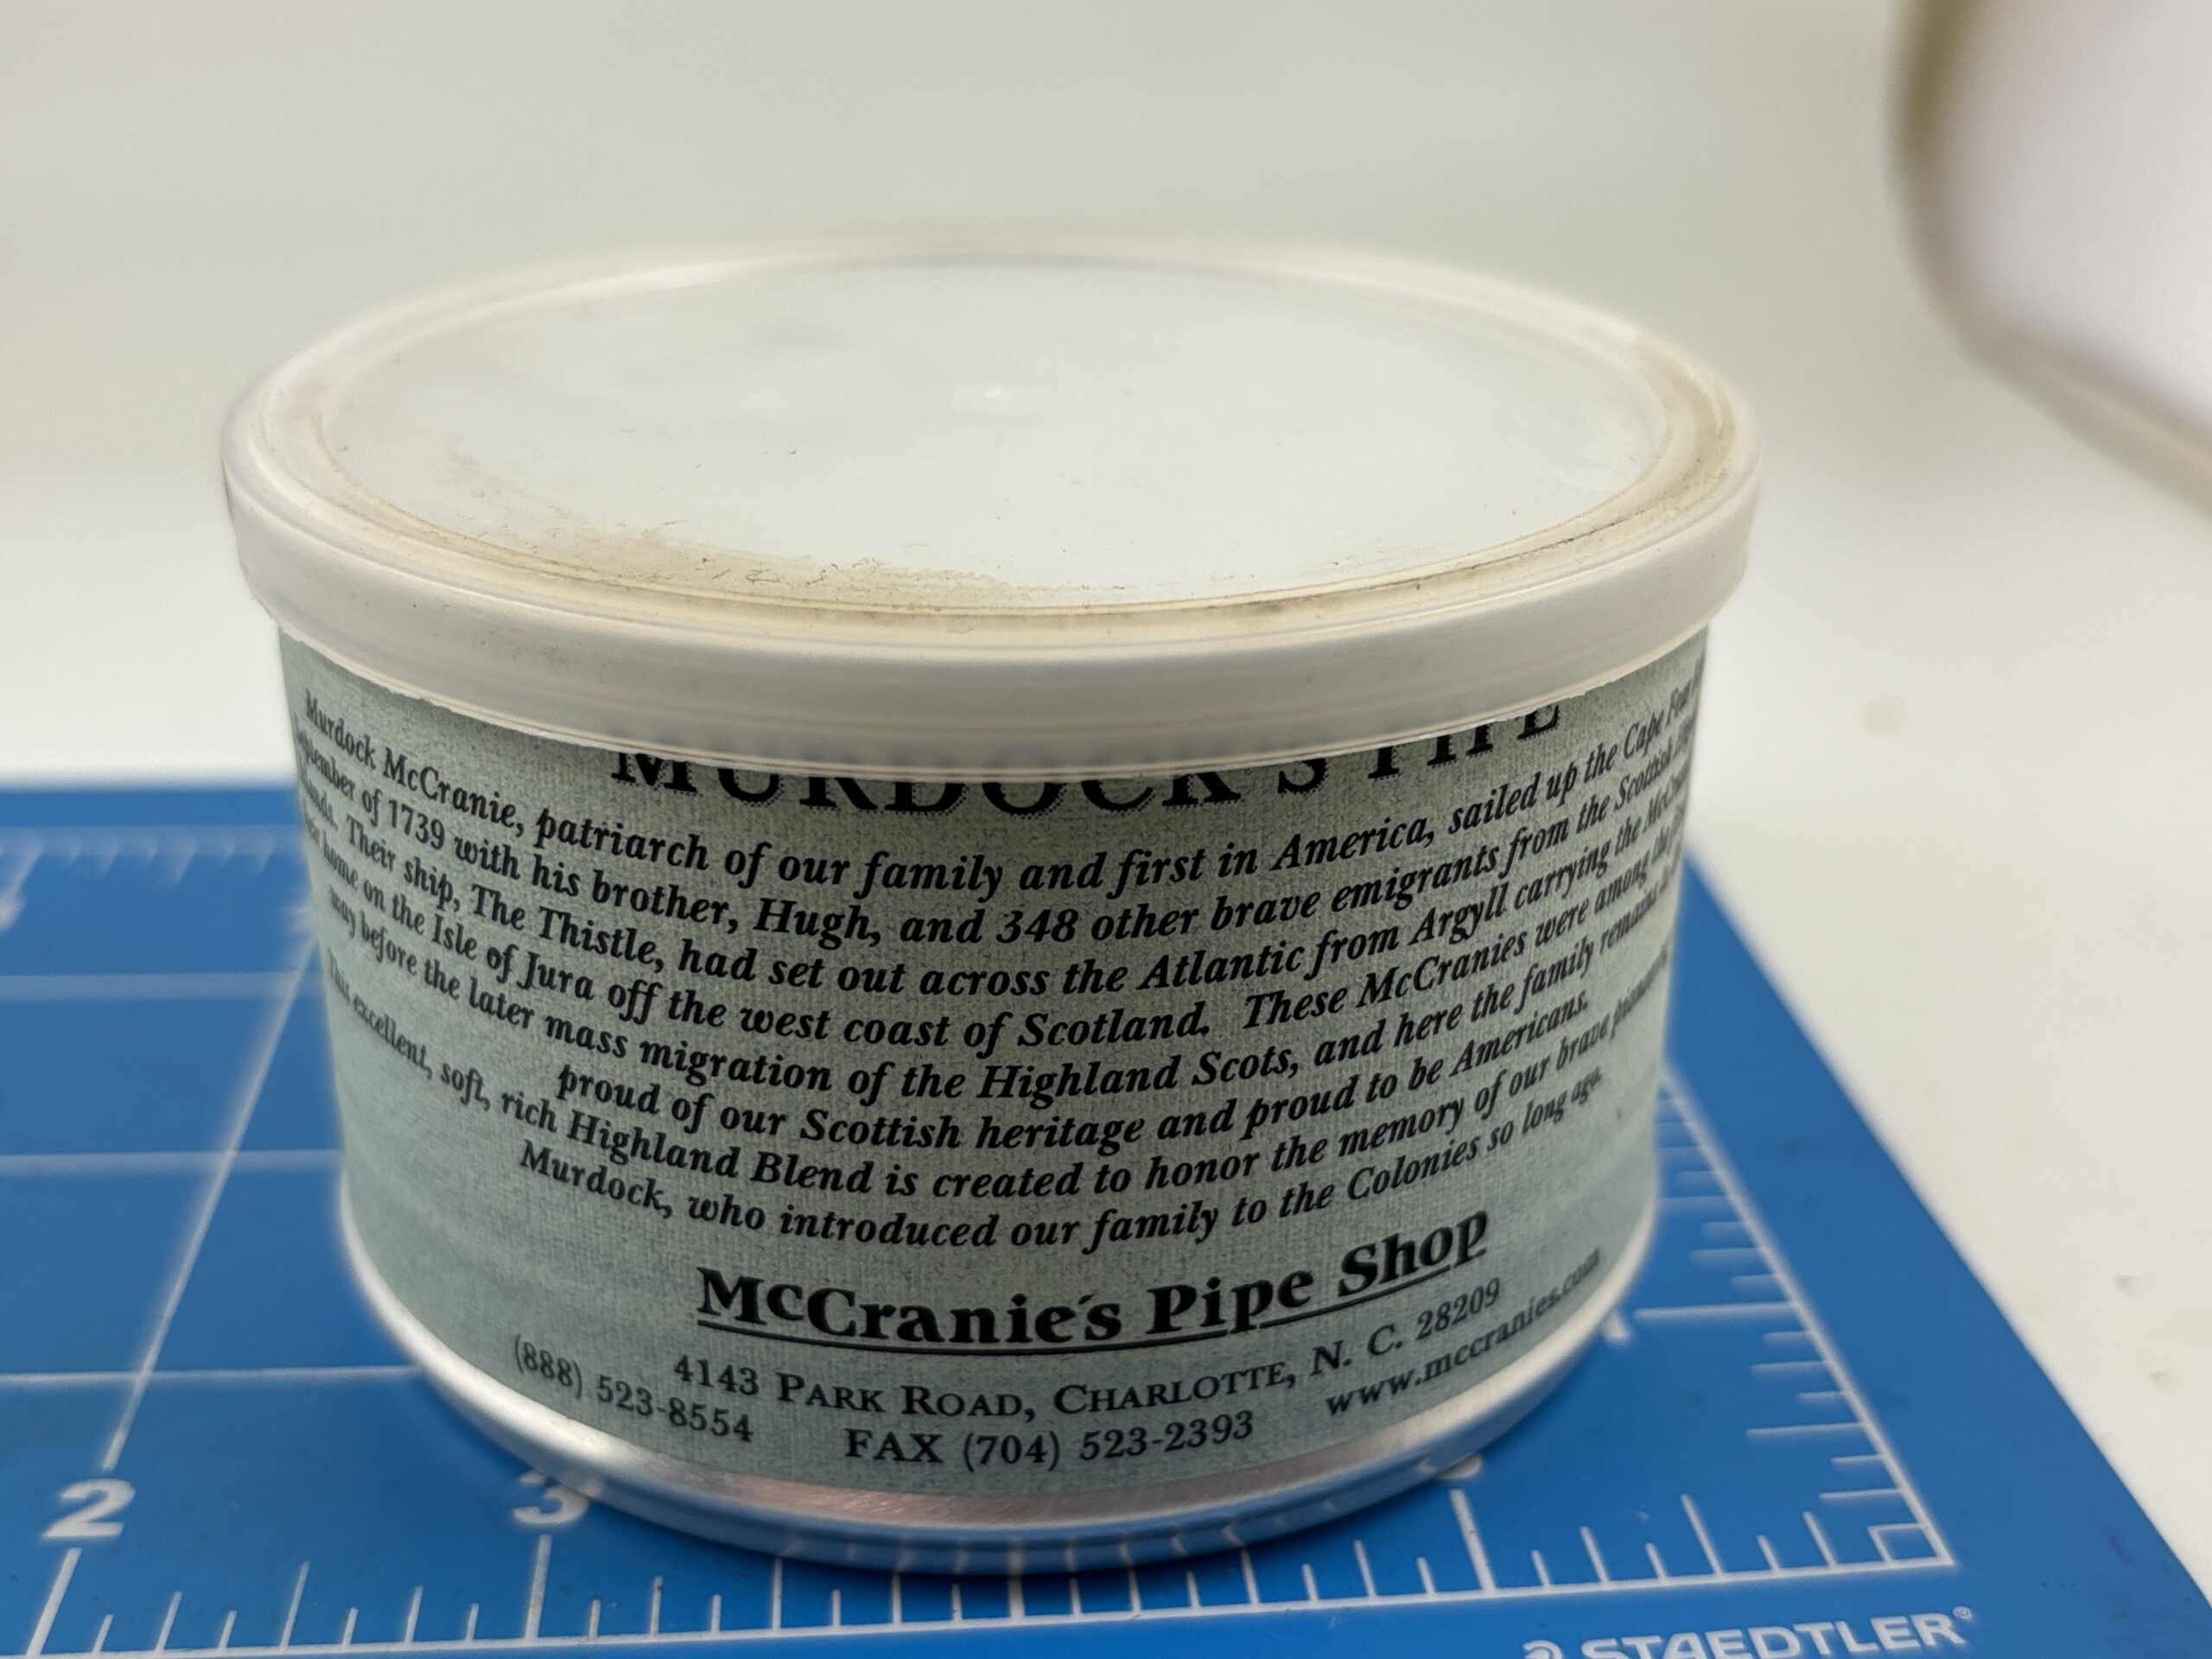 MURDOCK'S PIPE
Murdock McCranie, patriarch of our family and first in America, sailed up the Cape Fear
September of 1739 with his brother, Hugh, and 348 other brave emigrants from the Scottish
Their ship, The Thistle, had set out across the Atlantic from Argyll carrying the
home on the Isle of Jura off the west coast of Scotland. These McCranies were among the
way before the later mass migration of the Highland Scots, and here the family remains
proud of our Scottish heritage and proud to be Americans.
This excellent, soft, rich Highland Blend is created to honor the memory of our brave
Murdock, who introduced our family to the Colonies so long ago.
McCranie's Pipe Shop
4143 PARK ROAD, CHARLOTTE, N. C. 28209
(888) 523-8554 FAX (704) 523-2393 www.mccranies.com
2
3
1
STAEDTLER®